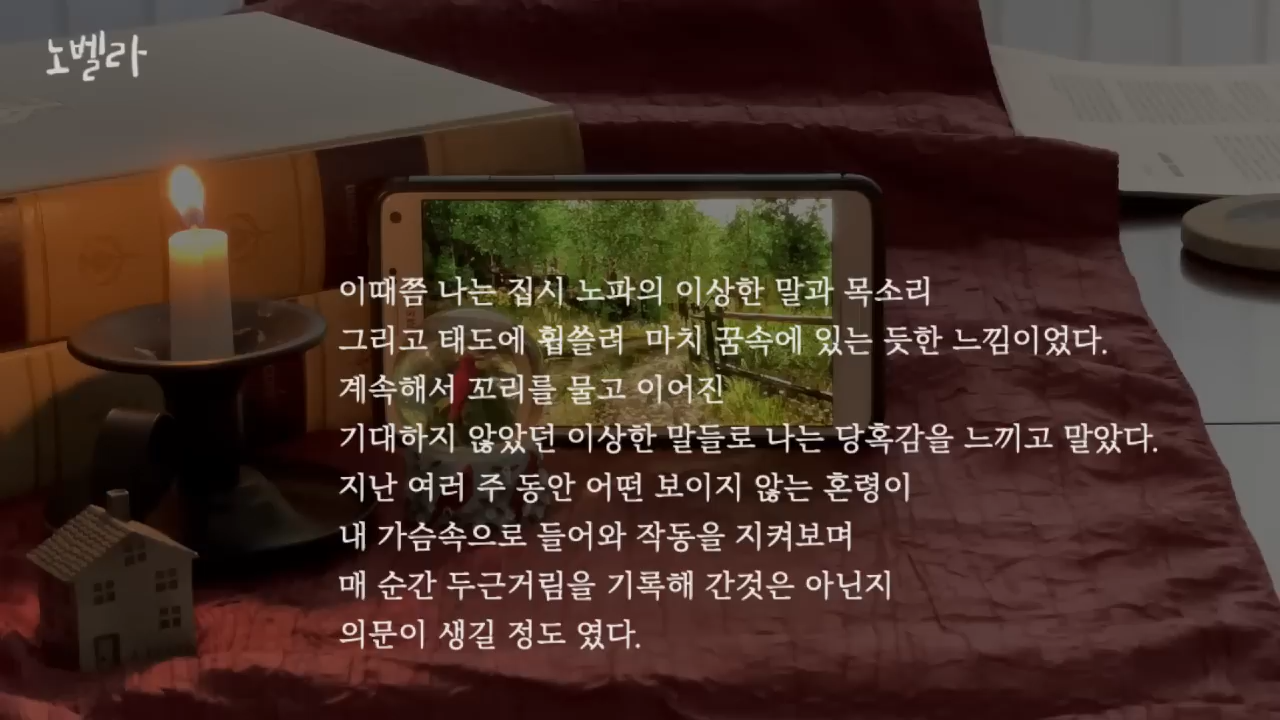 노벨라
이때쯤 나는 집시 노파의 이상한 말과 목소리
그리고 태도에 휩쓸려 마치 꿈속에 있는 듯한 느낌이었다.
계속해서 꼬리를 물고 이어진
기대하지 않았던 이상한 말들로 나는 당혹감을 느끼고 말았다.
지난 여러 주 동안 어떤 보이지 않는 혼령이
내 가슴속으로 들어와 작동을 지켜보며
매 순간 두근거림을 기록해 간것은 아닌지
의문이 생길 정도 였다.